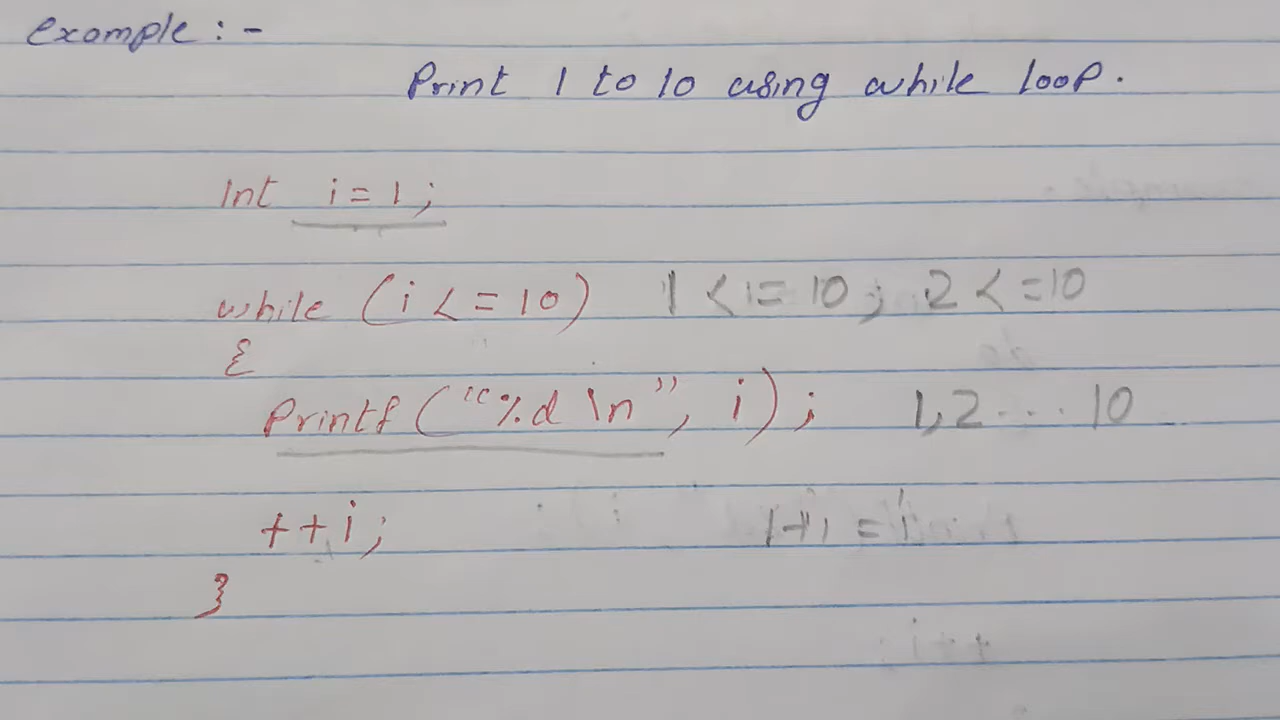 Example :-
Print 1 to 10 using while loop.
Int i = 1 ;
while (i < = 10) 1 < 1= 10 ; 2 < = 10
{
Printf ("%d \n", i) ; 1,2 ... 10
++i ; 1+i = i
}
++i ;